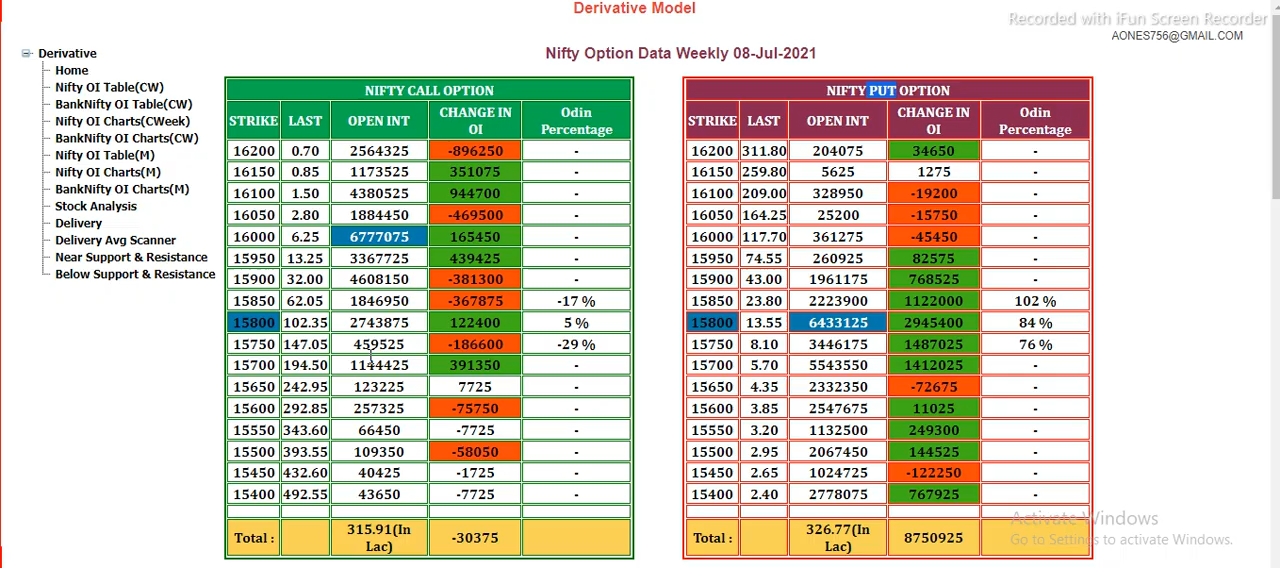 Derivative Model
Recorded with iFun Screen Recorder
AONES756@GMAIL.COM
Nifty Option Data Weekly 08-Jul-2021
Derivative
Home
Nifty OI Table(CW)
BankNifty OI Table(CW)
Nifty OI Charts(CWeek)
BankNifty OI Charts(CW)
Nifty OI Table(M)
Nifty OI Charts(M)
BankNifty OI Charts(M)
Stock Analysis
Delivery
Delivery Avg Scanner
Near Support & Resistance
Below Support & Resistance
NIFTY CALL OPTION
STRIKE LAST OPEN INT CHANGE IN OI Odin Percentage
16200 0.70 2564325 -896250 -
16150 0.85 1173525 351075 -
16100 1.50 4380525 944700 -
16050 2.80 1884450 -469500 -
16000 6.25 6777075 165450 -
15950 13.25 3367725 439425 -
15900 32.00 4608150 -381300 -
15850 62.05 1846950 -367875 -17 %
15800 102.35 2743875 122400 5 %
15750 147.05 459525 -186600 -29 %
15700 194.50 1144425 391350 -
15650 242.95 123225 7725 -
15600 292.85 257325 -75750 -
15550 343.60 66450 -7725 -
15500 393.55 109350 -58050 -
15450 432.60 40425 -1725 -
15400 492.55 43650 -7725 -
Total : 315.91(In Lac) -30375
NIFTY PUT OPTION
STRIKE LAST OPEN INT CHANGE IN OI Odin Percentage
16200 311.80 204075 34650 -
16150 259.80 5625 1275 -
16100 209.00 328950 -19200 -
16050 164.25 25200 -15750 -
16000 117.70 361275 -45450 -
15950 74.55 260925 82575 -
15900 43.00 1961175 768525 -
15850 23.80 2223900 1122000 102 %
15800 13.55 6433125 2945400 84 %
15750 8.10 3446175 1487025 76 %
15700 5.70 5543550 1412025 -
15650 4.35 2332350 -72675 -
15600 3.85 2547675 11025 -
15550 3.20 1132500 249300 -
15500 2.95 2067450 144525 -
15450 2.65 1024725 -122250 -
15400 2.40 2778075 767925 -
Total : 326.77(In Lac) 8750925
Activate Windows
Go to Settings to activate Windows.